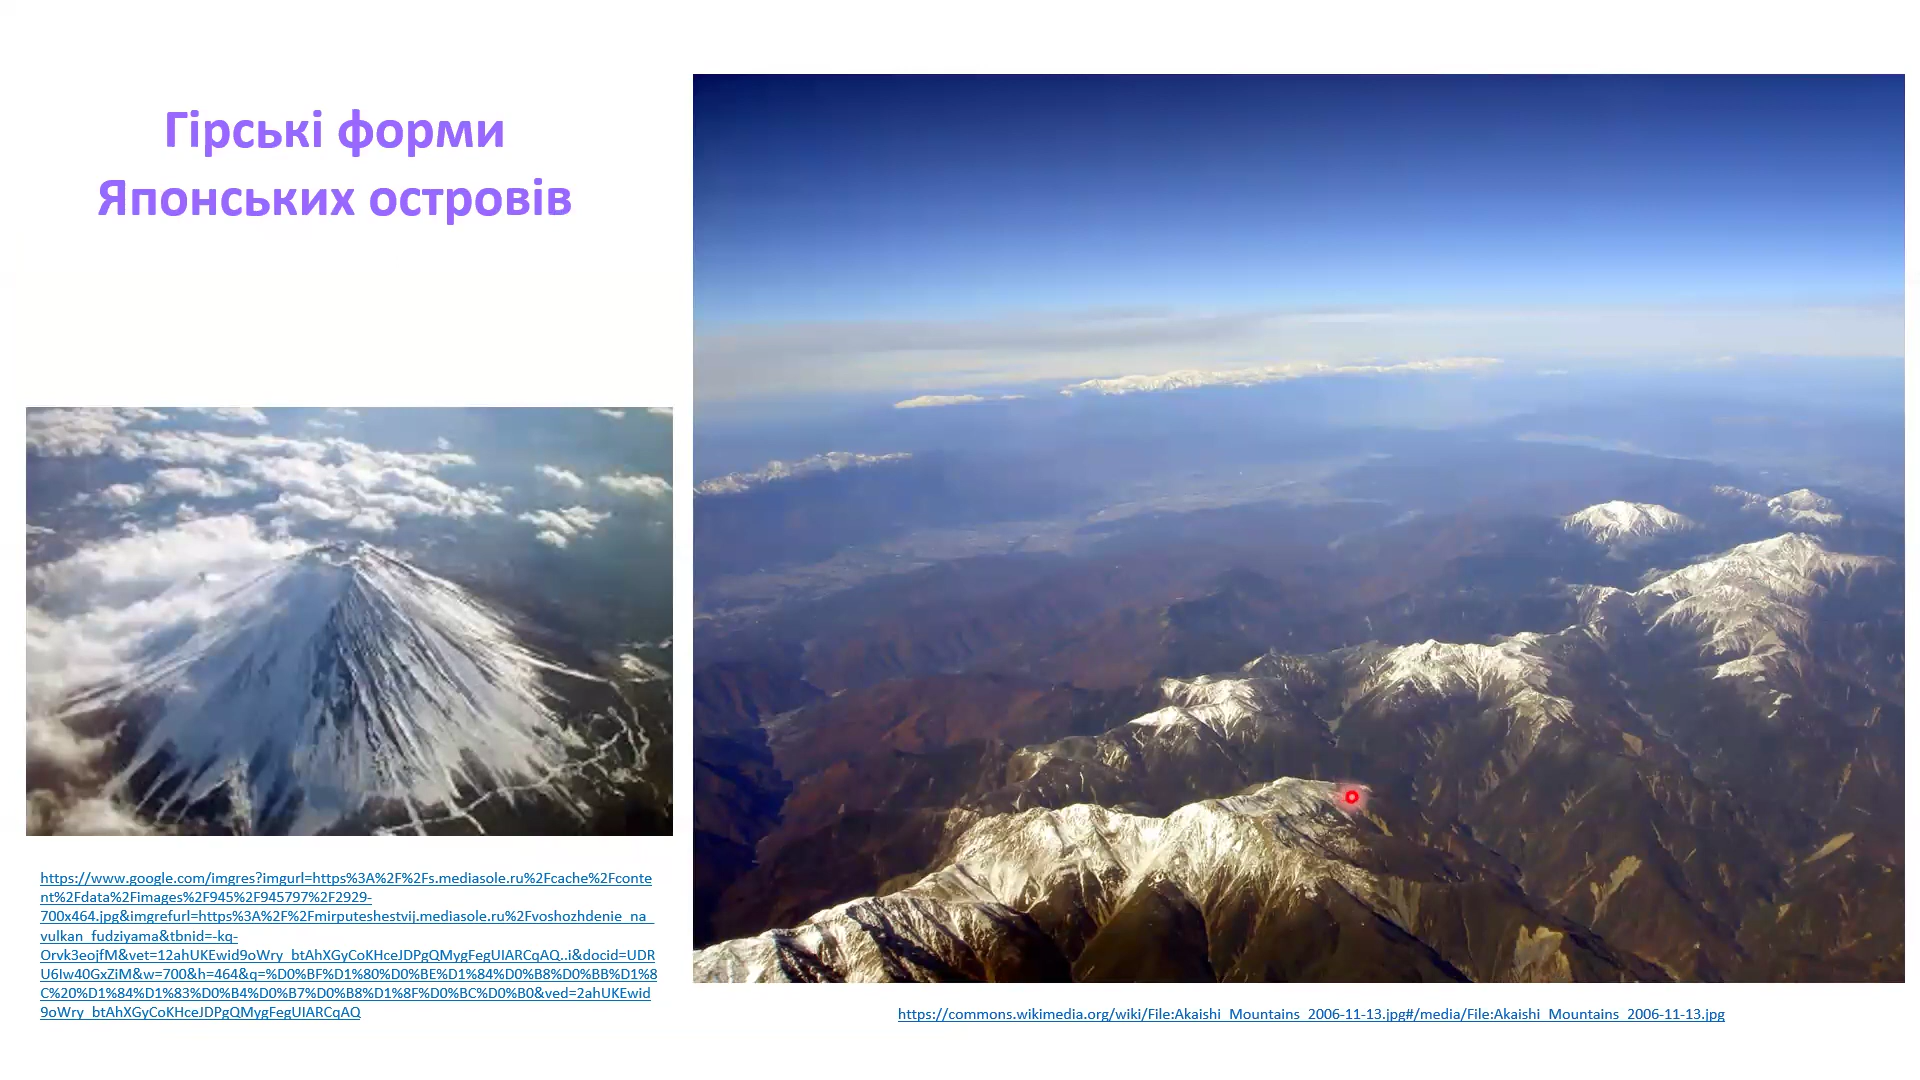 Гірські форми
Японських островів
https://www.google.com/imgres?imgurl=https%3A%2F%2Fs.mediasole.ru%2Fcache%2Fconte
nt%2Fdata%2Fimages%2F945%2F945797%2F2929-
700x464.jpg&imgrefurl=https%3A%2F%2Fmirputeshestvij.mediasole.ru%2Fvoshozhdenie_na_
vulkan_fudziyama&tbnid=-kq-
Orvk3eojfM&vet=12ahUKEwid9oWry_btAhXGyCoKHceJDPgQMygFegUIARCqAQ..i&docid=UDR
U6Iw40GxZiM&w=700&h=464&q=%D0%BF%D1%80%D0%BE%D1%84%D0%B8%D0%BB%D1%8
C%20%D1%84%D1%83%D0%B4%D0%B7%D0%B8%D1%8F%D0%BC%D0%B0&ved=2ahUKEwid
9oWry_btAhXGyCoKHceJDPgQMygFegUIARCqAQ
https://commons.wikimedia.org/wiki/File:Akaishi_Mountains_2006-11-13.jpg#/media/File:Akaishi_Mountains_2006-11-13.jpg